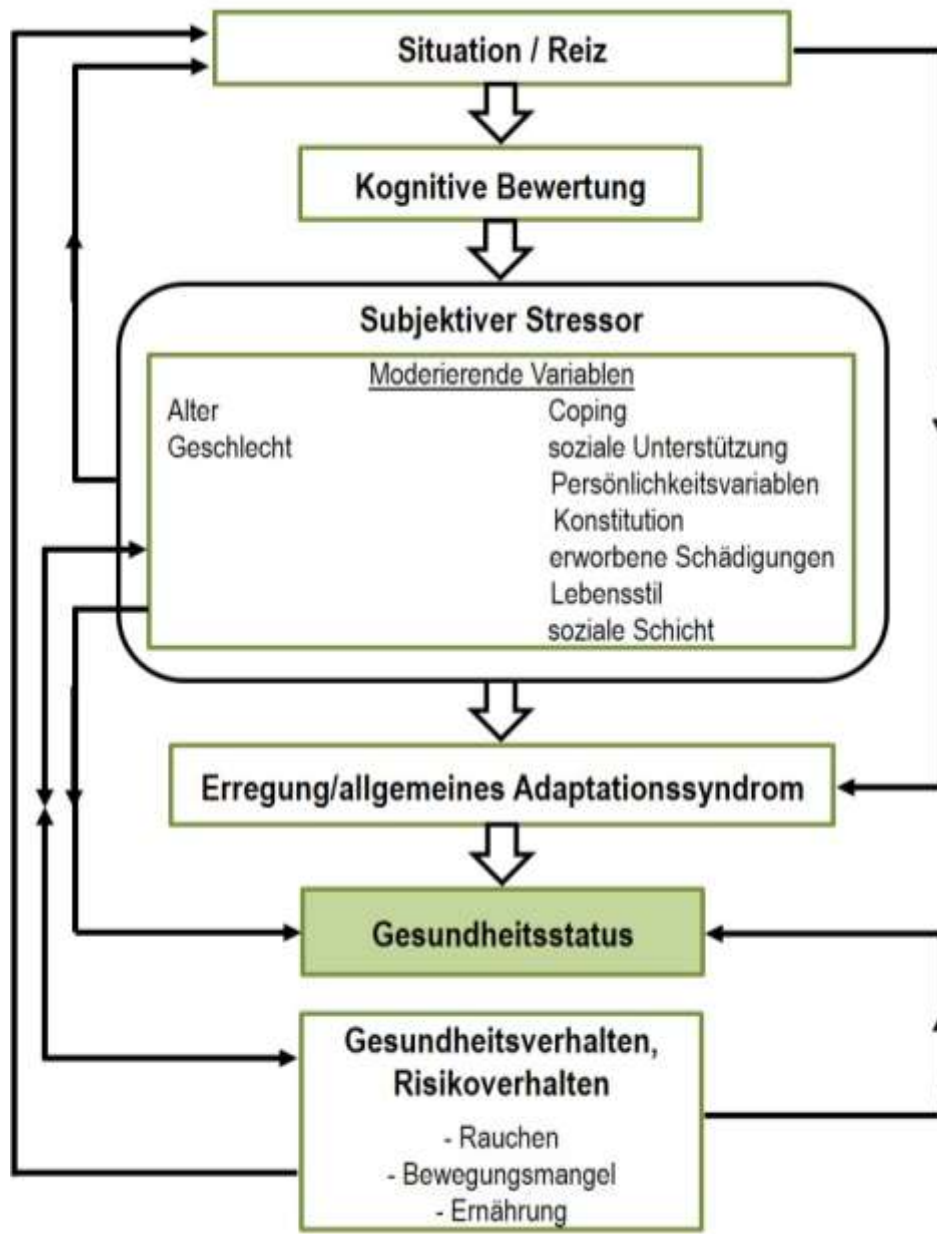 Situation / Reiz
Kognitive Bewertung
Subjektiver Stressor
Moderierende Variablen
Alter
Geschlecht
Coping
soziale Unterstützung
Persönlichkeitsvariablen
Konstitution
erworbene Schädigungen
Lebensstil
soziale Schicht
Erregung/allgemeines Adaptationssyndrom
Gesundheitsstatus
Gesundheitsverhalten,
Risikoverhalten
- Rauchen
- Bewegungsmangel
- Ernährung